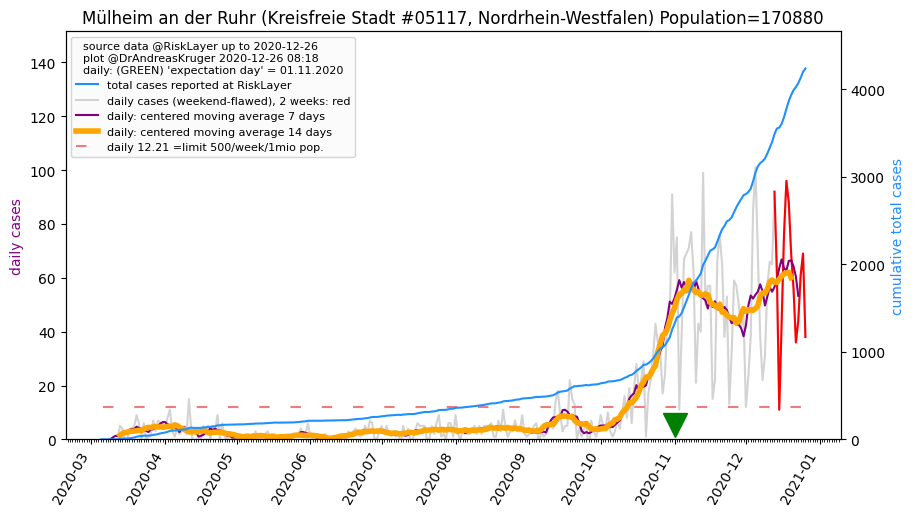 Mülheim an der Ruhr (Kreisfreie Stadt #05117, Nordrhein-Westfalen) Population=170880
source data @RiskLayer up to 2020-12-26
plot @DrAndreasKruger 2020-12-26 08:18
daily: (GREEN) 'expectation day' = 01.11.2020
total cases reported at RiskLayer
daily cases (weekend-flawed), 2 weeks: red
daily: centered moving average 7 days
daily: centered moving average 14 days
daily 12.21 =limit 500/week/1mio pop.
daily cases
140
120
100
80
60
40
20
0
cumulative total cases
4000
3000
2000
1000
0
2020-03
2020-04
2020-05
2020-06
2020-07
2020-08
2020-09
2020-10
2020-11
2020-12
2021-01